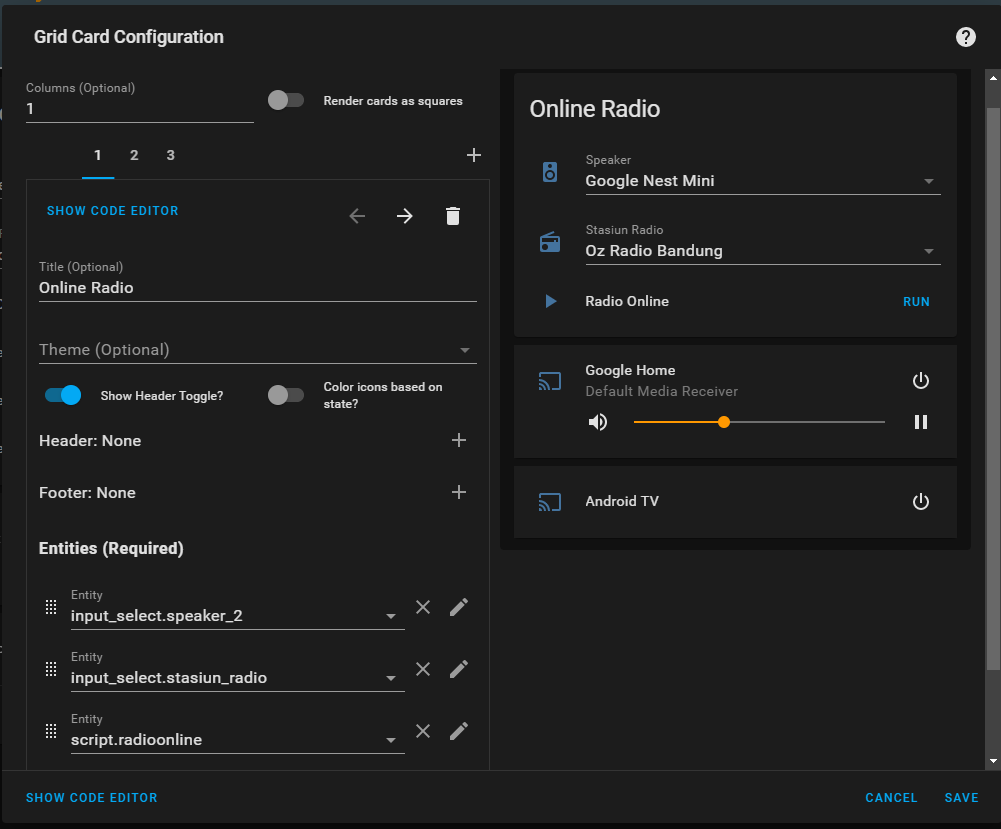 Grid Card Configuration
?
Columns (Optional)
1
Render cards as squares
1 2 3
SHOW CODE EDITOR
Title (Optional)
Online Radio
Theme (Optional)
Show Header Toggle?
Color icons based on
state?
Header: None
Footer: None
Entities (Required)
Entity
input_select.speaker_2
Entity
input_select.stasiun_radio
Entity
script.radioonline
Online Radio
Speaker
Google Nest Mini
Stasiun Radio
Oz Radio Bandung
Radio Online
RUN
Google Home
Default Media Receiver
Android TV
SHOW CODE EDITOR
CANCEL
SAVE